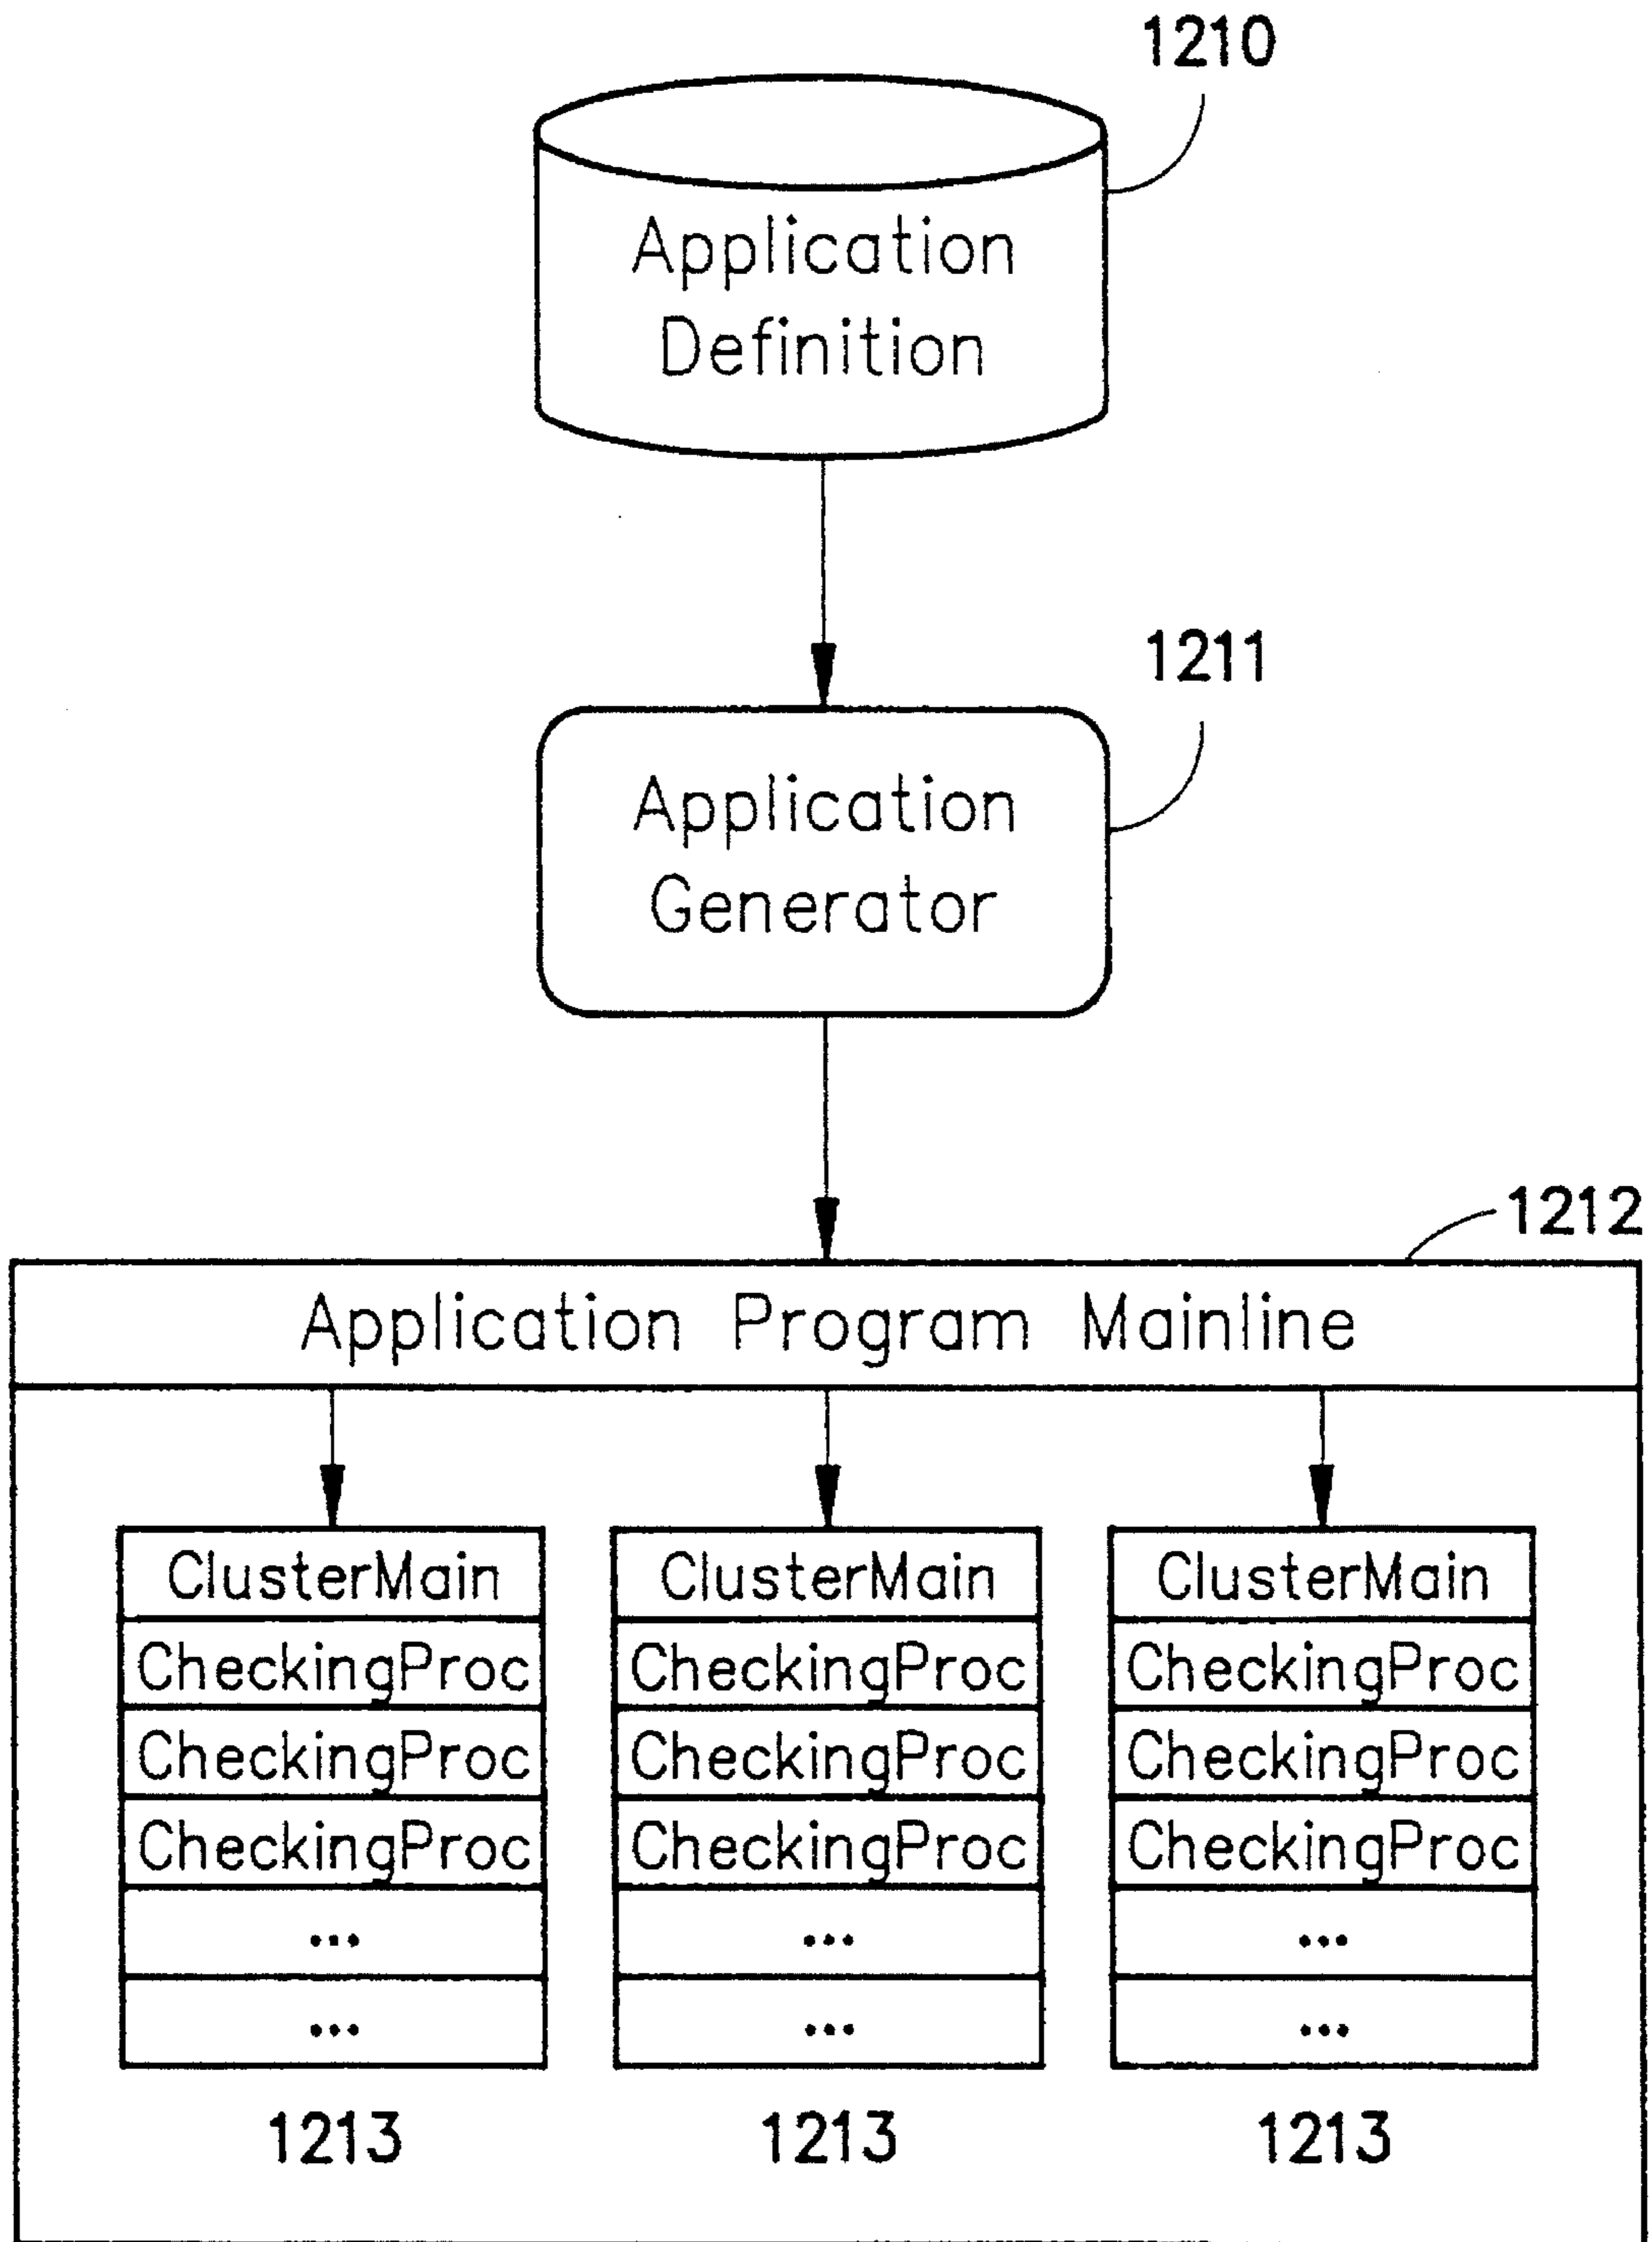 1210
Application
Definition
1211
Application
Generator
1212
Application Program Mainline
ClusterMain ClusterMain ClusterMain
CheckingProc CheckingProc CheckingProc
CheckingProc CheckingProc CheckingProc
CheckingProc CheckingProc CheckingProc
... ... ...
... ... ...
1213 1213 1213